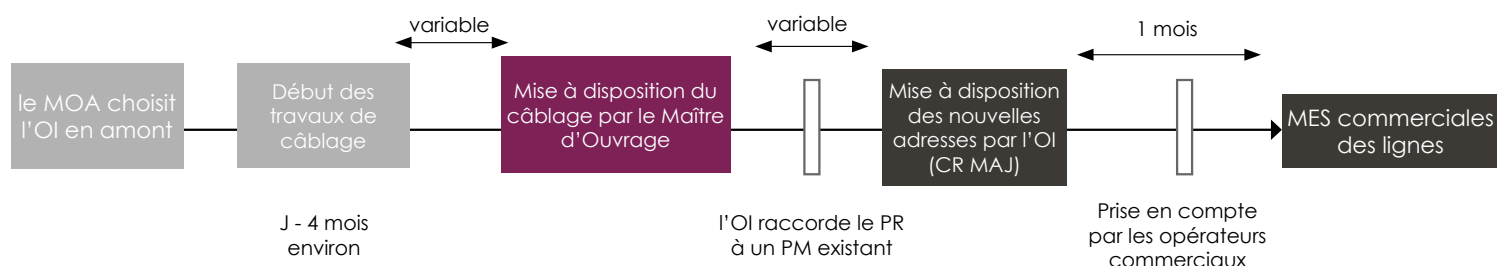 variable
variable
1 mois
le MOA choisit
l’OI en amont
Début des
travaux de
câblage
Mise à disposition du
câblage par le Maître
d’Ouvrage
Mise à disposition
des nouvelles
adresses par l’OI
(CR MAJ)
MES commerciales
des lignes
J - 4 mois
environ
l’OI raccorde le PR
à un PM existant
Prise en compte
par les opérateurs
commerciaux